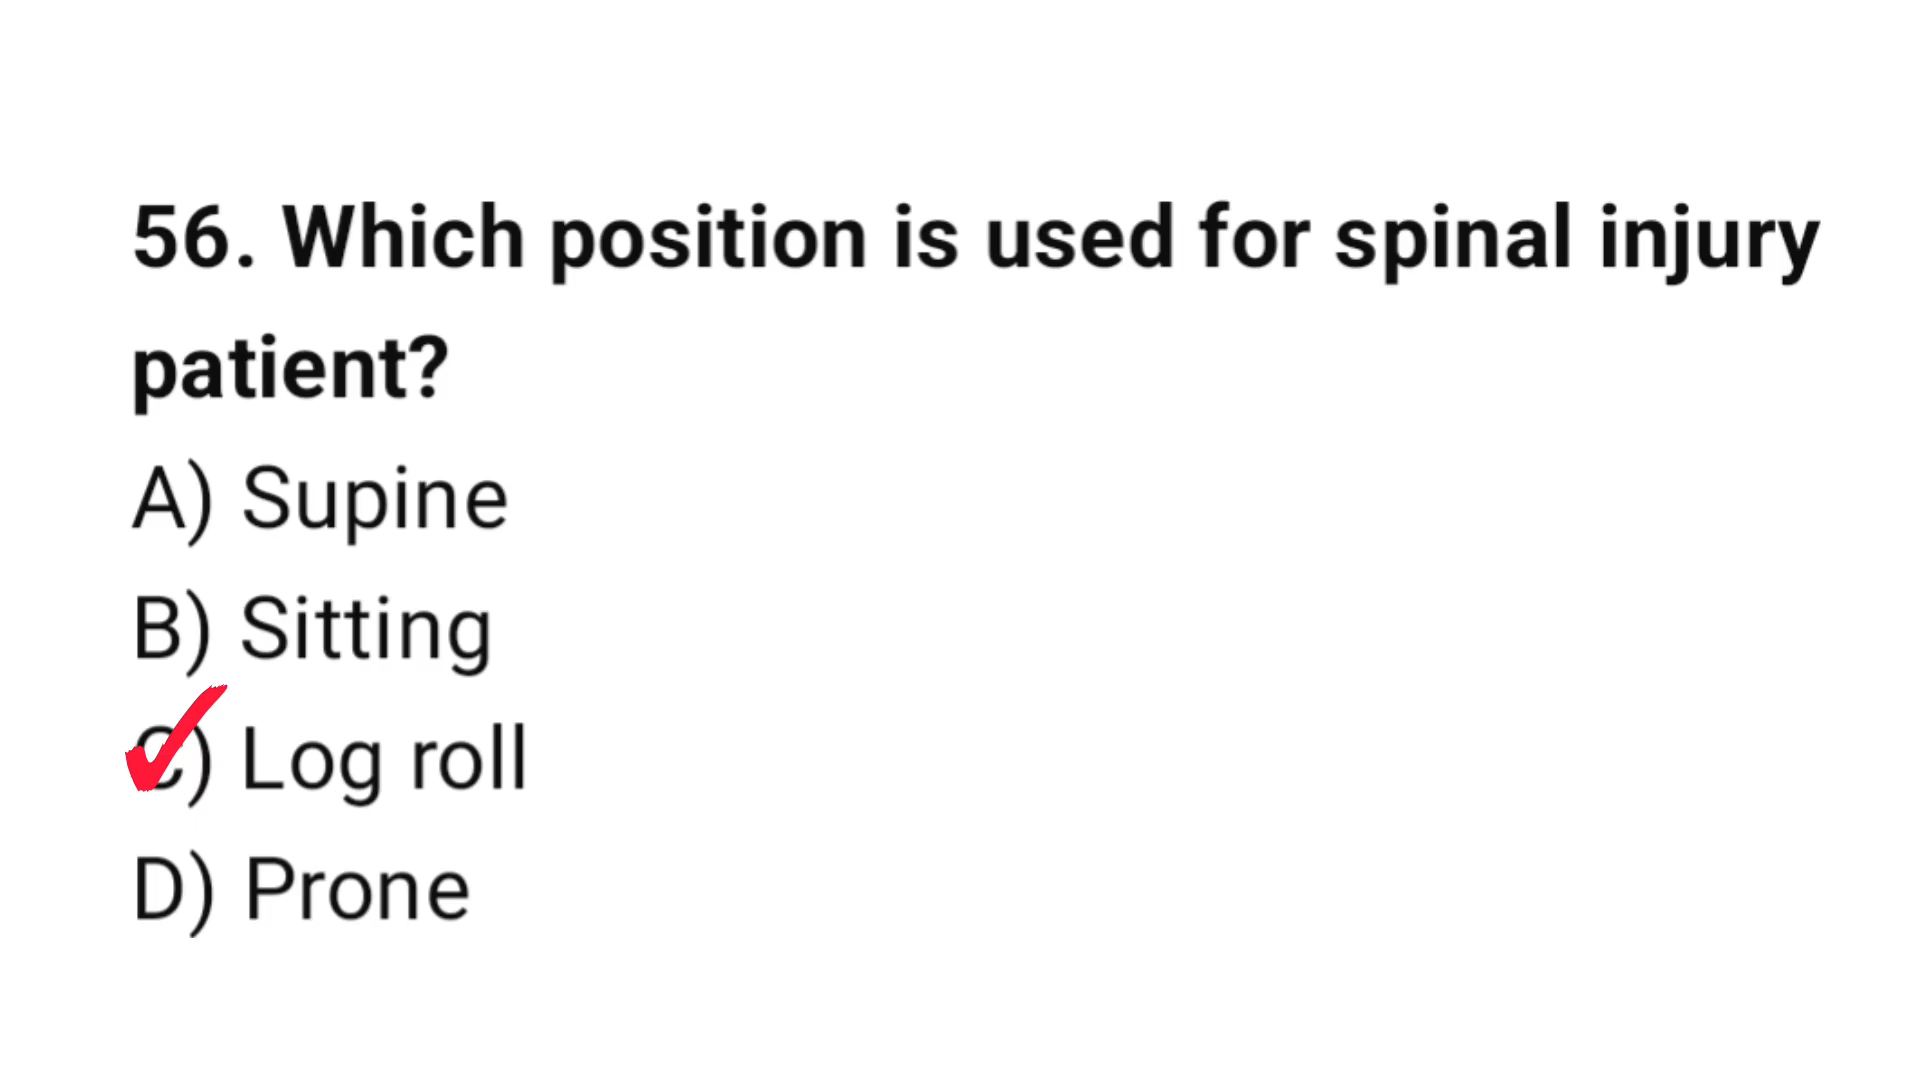 56. Which position is used for spinal injury
patient?
A) Supine
B) Sitting
C) Log roll
D) Prone